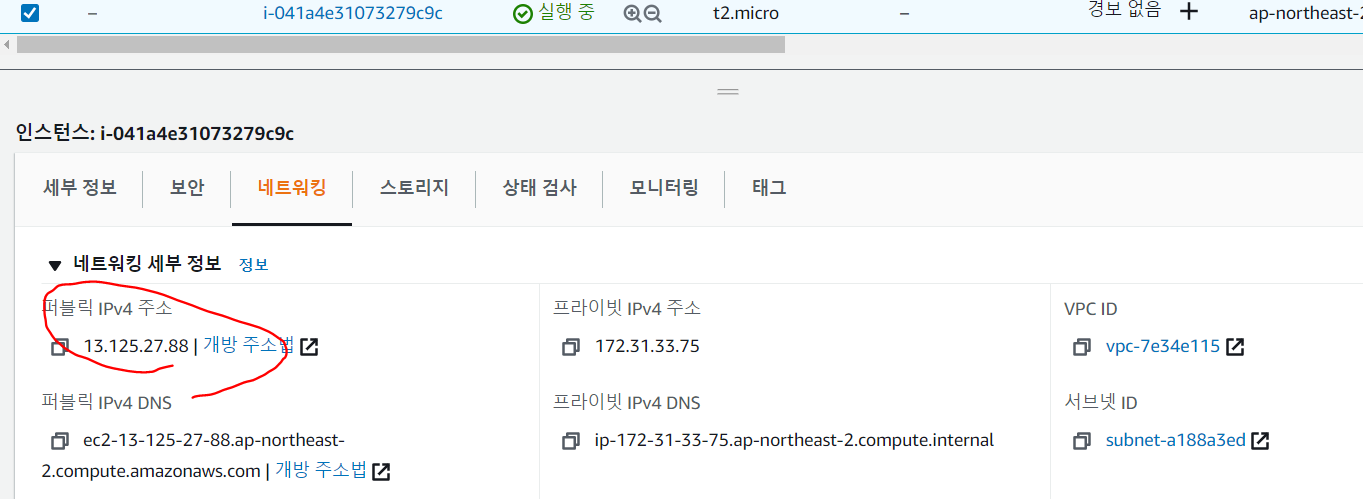 – i-041a4e31073279c9c 실행 중 t2.micro – 경보 없음 + ap-northeast-2
인스턴스: i-041a4e31073279c9c
세부 정보 보안 네트워킹 스토리지 상태 검사 모니터링 태그
네트워킹 세부 정보 정보
퍼블릭 IPv4 주소 프라이빗 IPv4 주소 VPC ID
13.125.27.88 | 개방 주소법 172.31.33.75 vpc-7e34e115
퍼블릭 IPv4 DNS 프라이빗 IPv4 DNS 서브넷 ID
ec2-13-125-27-88.ap-northeast- ip-172-31-33-75.ap-northeast-2.compute.internal subnet-a188a3ed
2.compute.amazonaws.com | 개방 주소법